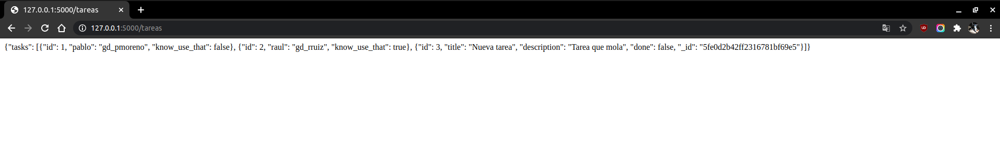 127.0.0.1:5000/tareas
127.0.0.1:5000/tareas
{"tasks": [{"id": 1, "pablo": "gd_pmoreno", "know_use_that": false}, {"id": 2, "raul": "gd_rruiz", "know_use_that": true}, {"id": 3, "title": "Nueva tarea", "description": "Tarea que mola", "done": false, "_id": "5fe0d2b42ff2316781bf69e5"}]}